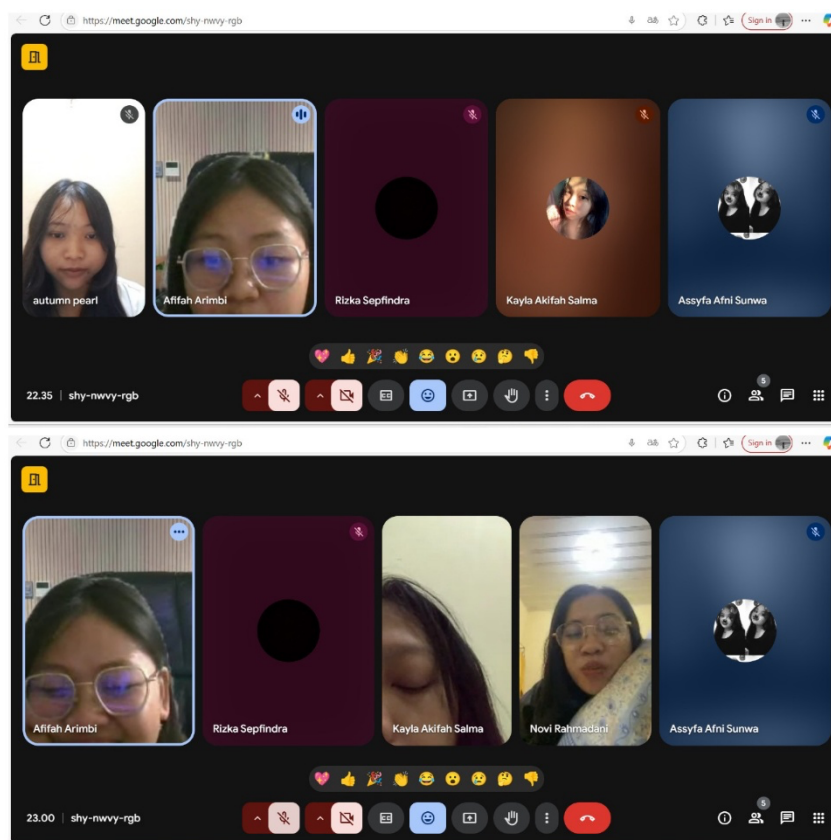 https://meet.google.com/shy-nwvy-rgb
Sign in
autumn pearl
Afifah Arimbi
Rizka Sepfindra
Kayla Akifah Salma
Assyfa Afni Sunwa
22.35 | shy-nwvy-rgb
CC
5
https://meet.google.com/shy-nwvy-rgb
Sign in
Afifah Arimbi
Rizka Sepfindra
Kayla Akifah Salma
Novi Rahmadani
Assyfa Afni Sunwa
23.00 | shy-nwvy-rgb
CC
5